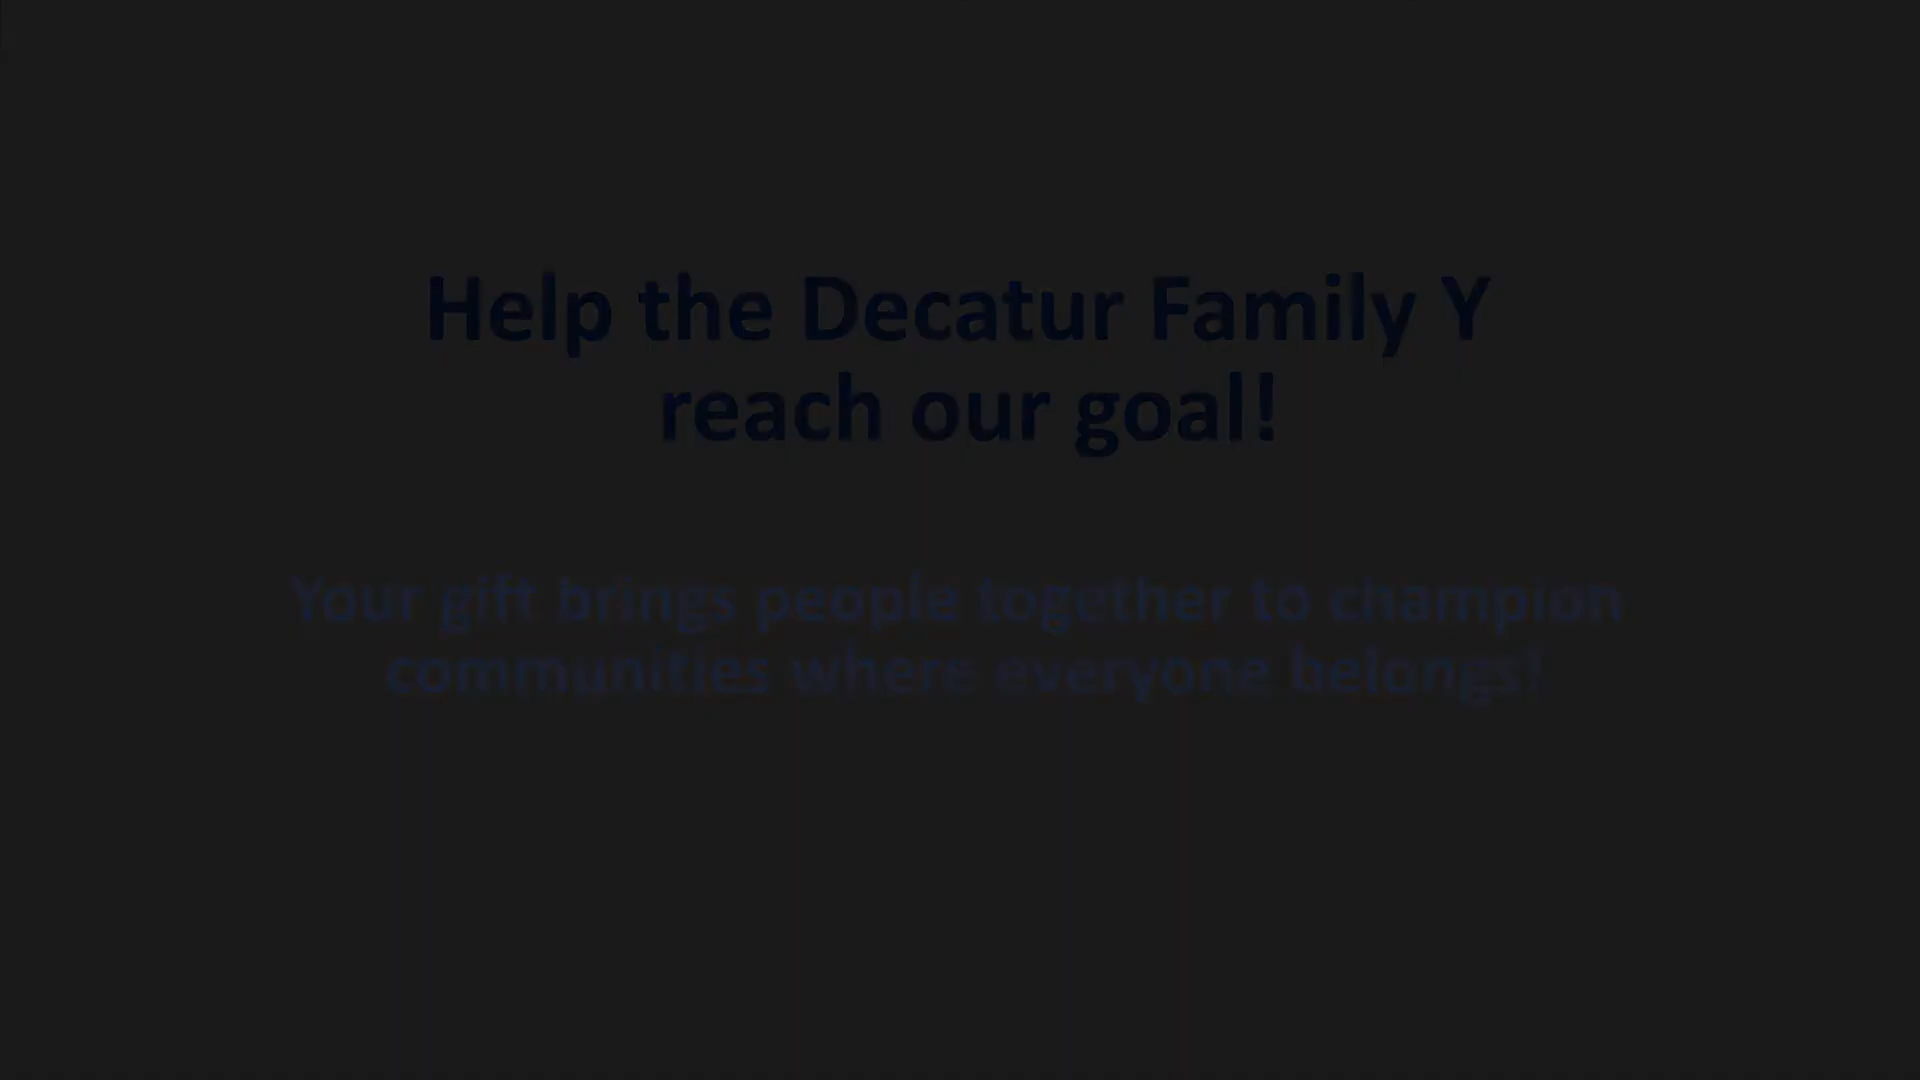 Help the Decatur Family Y
reach our goal!
Your gift brings people together to champion
communities where everyone belongs!